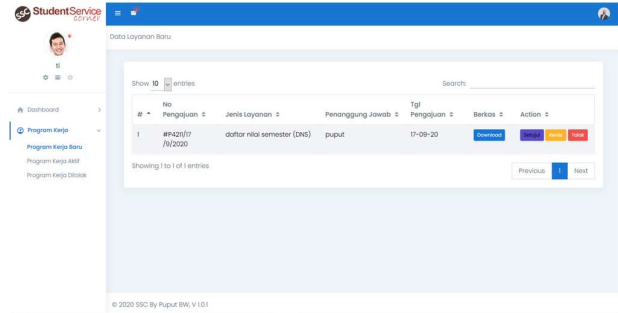 SSC StudentService
corner
Data Layanan Baru
ti
Dashboard
Program Kerja
Program Kerja Baru
Program Kerja Aktif
Program Kerja Ditolak
Show 10 entries
Search:
# No Pengajuan Jenis Layanan Penanggung Jawab Tgl Pengajuan Berkas Action
1 #P4211/17 daftar nilai semester (DNS) puput 17-09-20 Download Setujui Revisi Tolak
/9/2020
Showing 1 to 1 of 1 entries
Previous 1 Next
© 2020 SSC By Puput BW, V 1.0.1